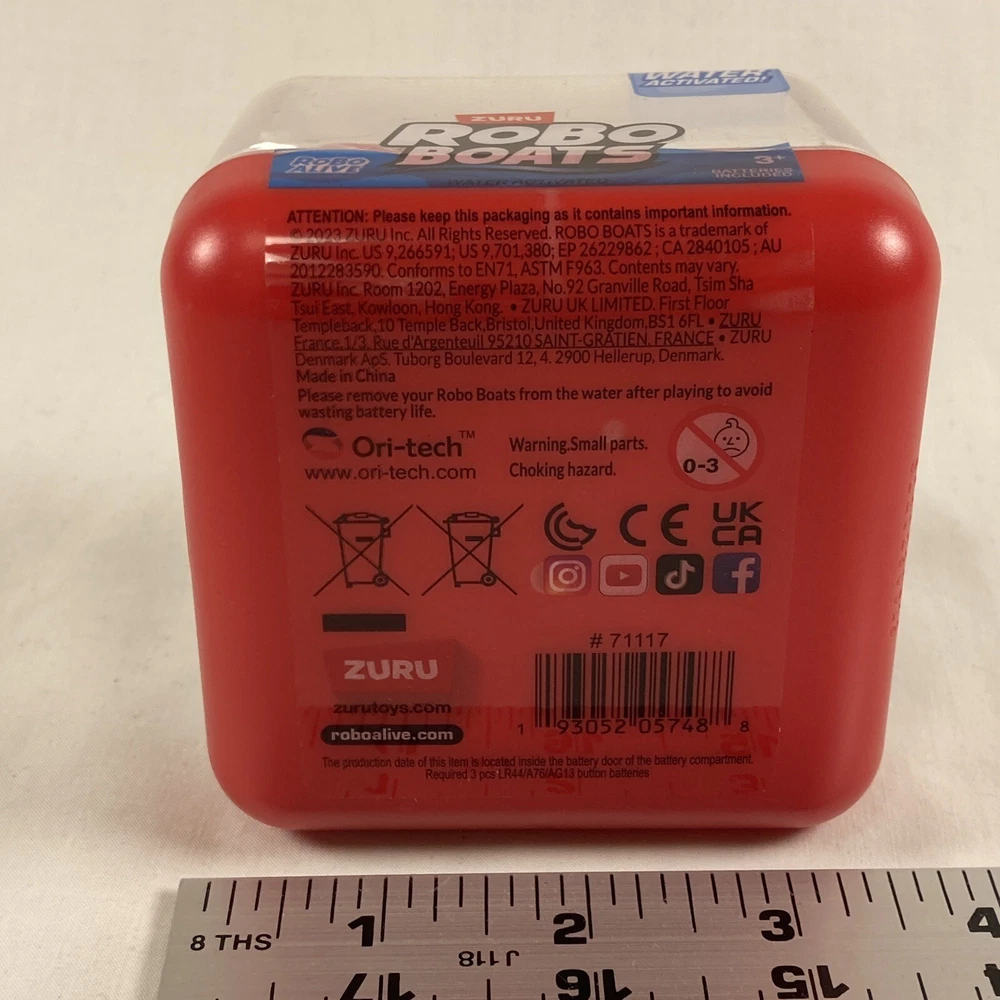 WATER
ACTIVATED!
ZURU
ROBO
BOATS
ROBO
ALIVE
3+
BATTERIES
INCLUDED
WATER ACTIVATED
ATTENTION: Please keep this packaging as it contains important information.
© 2023 ZURU Inc. All Rights Reserved. ROBO BOATS is a trademark of
ZURU Inc. US 9,266591; US 9,701,380; EP 26229862 ; CA 2840105 ; AU
2012283590. Conforms to EN71, ASTM F963. Contents may vary.
ZURU Inc. Room 1202, Energy Plaza, No.92 Granville Road, Tsim Sha
Tsui East, Kowloon, Hong Kong. • ZURU UK LIMITED. First Floor
Templeback,10 Temple Back,Bristol,United Kingdom,BS1 6FL • ZURU
France,1/3, Rue d'Argenteuil 95210 SAINT-GRATIEN, FRANCE • ZURU
Denmark ApS. Tuborg Boulevard 12, 4. 2900 Hellerup, Denmark.
Made in China
Please remove your Robo Boats from the water after playing to avoid
wasting battery life.
Ori-tech™
www.ori-tech.com
Warning.Small parts.
Choking hazard.
0-3
CE
UK
CA
ZURU
zurutoys.com
roboalive.com
# 71117
1 93052 05748 8
The production date of this item is located inside the battery door of the battery compartment.
Required 3 pcs LR44/A76/AG13 button batteries
8 THS
1 2 3 4
J118
17 16 15